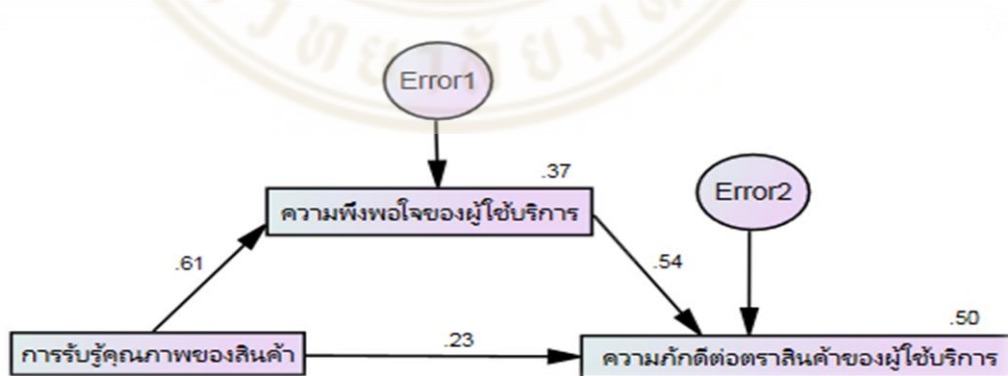 Error1
.37
Error2
ความพึงพอใจของผู้ใช้บริการ
.61
.54
.50
การรับรู้คุณภาพของสินค้า
.23
ความภักดีต่อตราสินค้าของผู้ใช้บริการ